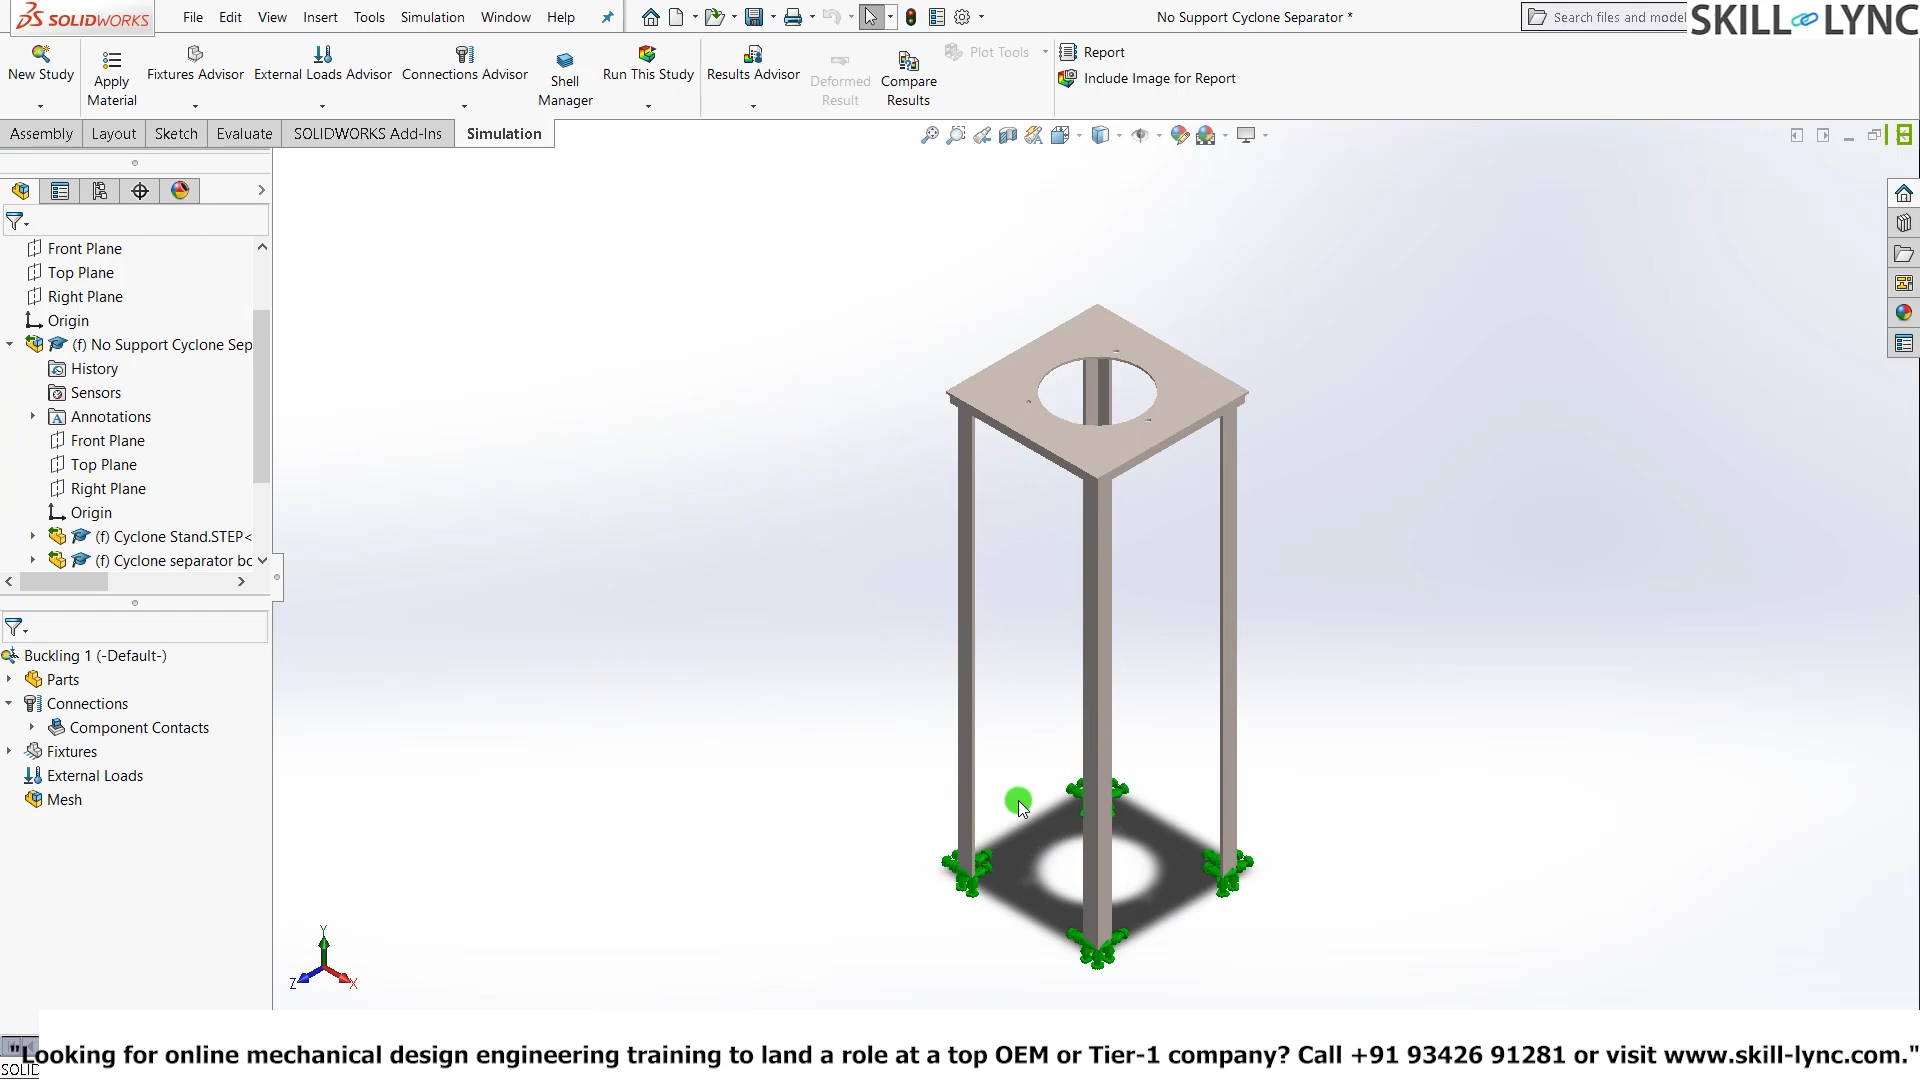 SOLIDWORKS
File Edit View Insert Tools Simulation Window Help
No Support Cyclone Separator *
Search files and model
SKILL LYNC
New Study
Apply Material
Fixtures Advisor
External Loads Advisor
Connections Advisor
Shell Manager
Run This Study
Results Advisor
Deformed Result
Compare Results
Plot Tools
Report
Include Image for Report
Assembly Layout Sketch Evaluate SOLIDWORKS Add-Ins Simulation
Front Plane
Top Plane
Right Plane
Origin
(f) No Support Cyclone Sep
History
Sensors
Annotations
Front Plane
Top Plane
Right Plane
Origin
(f) Cyclone Stand.STEP<
(f) Cyclone separator bc
Buckling 1 (-Default-)
Parts
Connections
Component Contacts
Fixtures
External Loads
Mesh
Y
Z X
Looking for online mechanical design engineering training to land a role at a top OEM or Tier-1 company? Call +91 93426 91281 or visit www.skill-lync.com."
SOLID